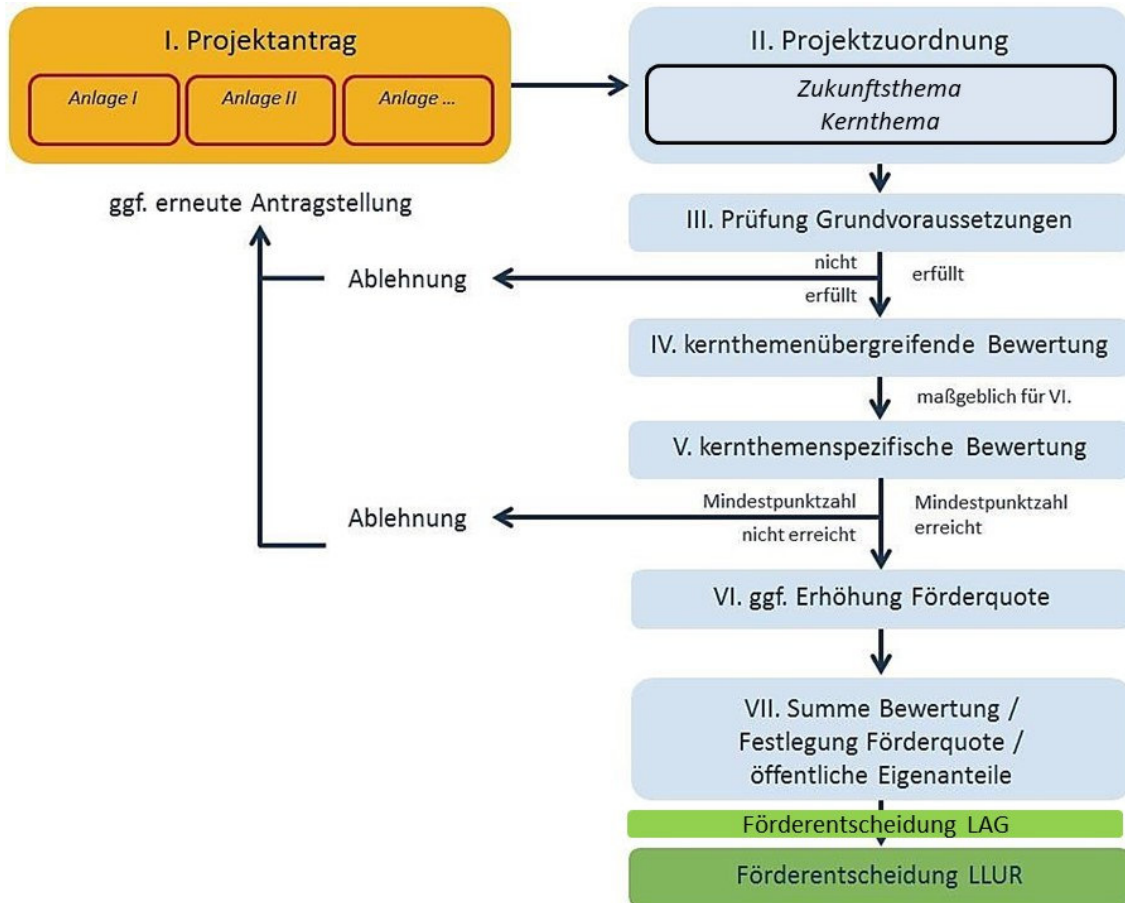 I. Projektantrag
Anlage I
Anlage II
Anlage ...
II. Projektzuordnung
Zukunftsthema
Kernthema
ggf. erneute Antragstellung
III. Prüfung Grundvoraussetzungen
Ablehnung
nicht
erfüllt
erfüllt
IV. kernthemenübergreifende Bewertung
maßgeblich für VI.
V. kernthemenspezifische Bewertung
Ablehnung
Mindestpunktzahl
nicht erreicht
Mindestpunktzahl
erreicht
VI. ggf. Erhöhung Förderquote
VII. Summe Bewertung /
Festlegung Förderquote /
öffentliche Eigenanteile
Förderentscheidung LAG
Förderentscheidung LLUR